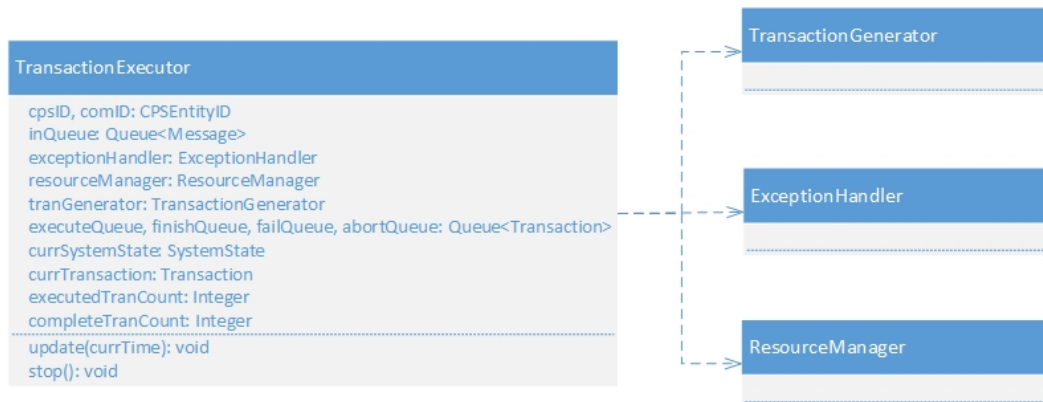 TransactionExecutor
cpsID, comID: CPSEntityID
inQueue: Queue<Message>
exceptionHandler: ExceptionHandler
resourceManager: ResourceManager
tranGenerator: TransactionGenerator
executeQueue, finishQueue, failQueue, abortQueue: Queue<Transaction>
currSystemState: SystemState
currTransaction: Transaction
executedTranCount: Integer
completeTranCount: Integer
update(currTime): void
stop(): void
TransactionGenerator
ExceptionHandler
ResourceManager